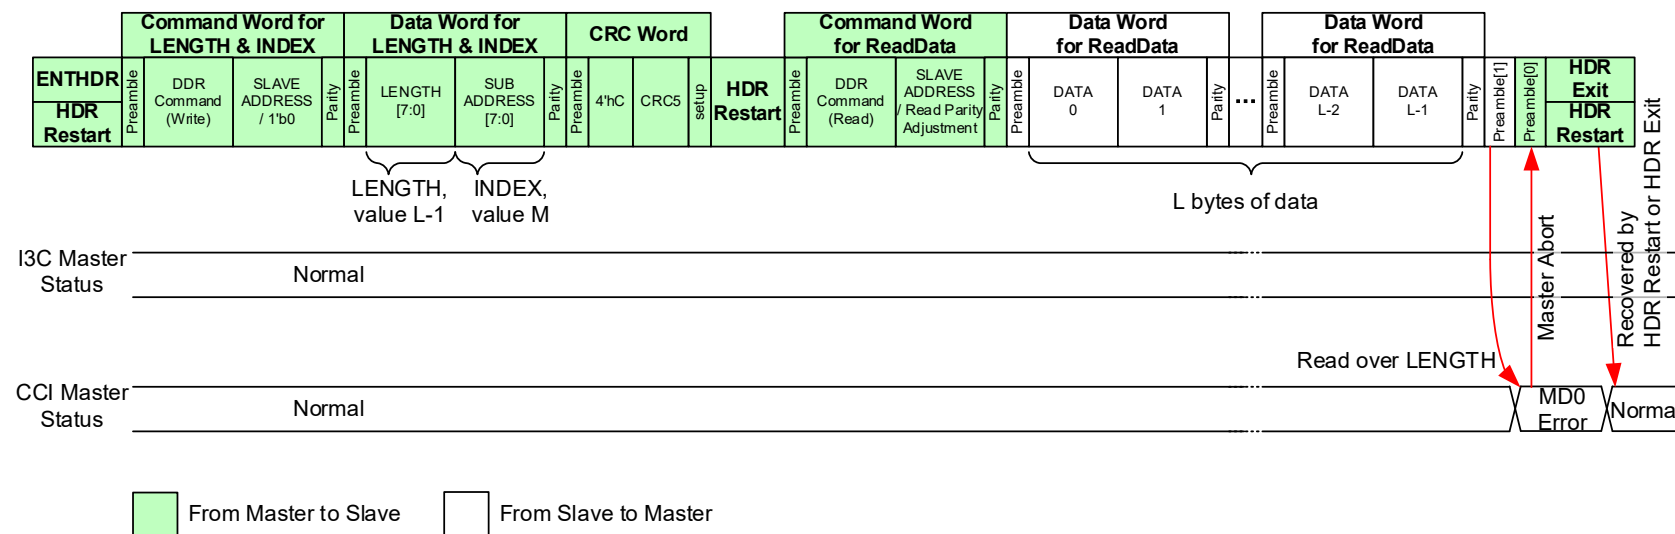 Command Word for
LENGTH & INDEX
Data Word for
LENGTH & INDEX
CRC Word
Command Word
for ReadData
Data Word
for ReadData
Data Word
for ReadData
ENTHDR
HDR
Restart
Preamble
DDR
Command
(Write)
SLAVE
ADDRESS
/ 1'b0
Parity
Preamble
LENGTH
[7:0]
SUB
ADDRESS
[7:0]
Parity
Preamble
4'hC
CRC5
setup
HDR
Restart
Preamble
DDR
Command
(Read)
SLAVE
ADDRESS
/ Read Parity
Adjustment
Parity
Preamble
DATA
0
DATA
1
Parity
...
Preamble
DATA
L-2
DATA
L-1
Parity
Preamble[1]
Preamble[0]
HDR
Exit
HDR
Restart
LENGTH,
value L-1
INDEX,
value M
L bytes of data
Master Abort
Recovered by
HDR Restart or HDR Exit
I3C Master
Status
Normal
Read over LENGTH
CCI Master
Status
Normal
MD0
Error
Norma
From Master to Slave
From Slave to Master